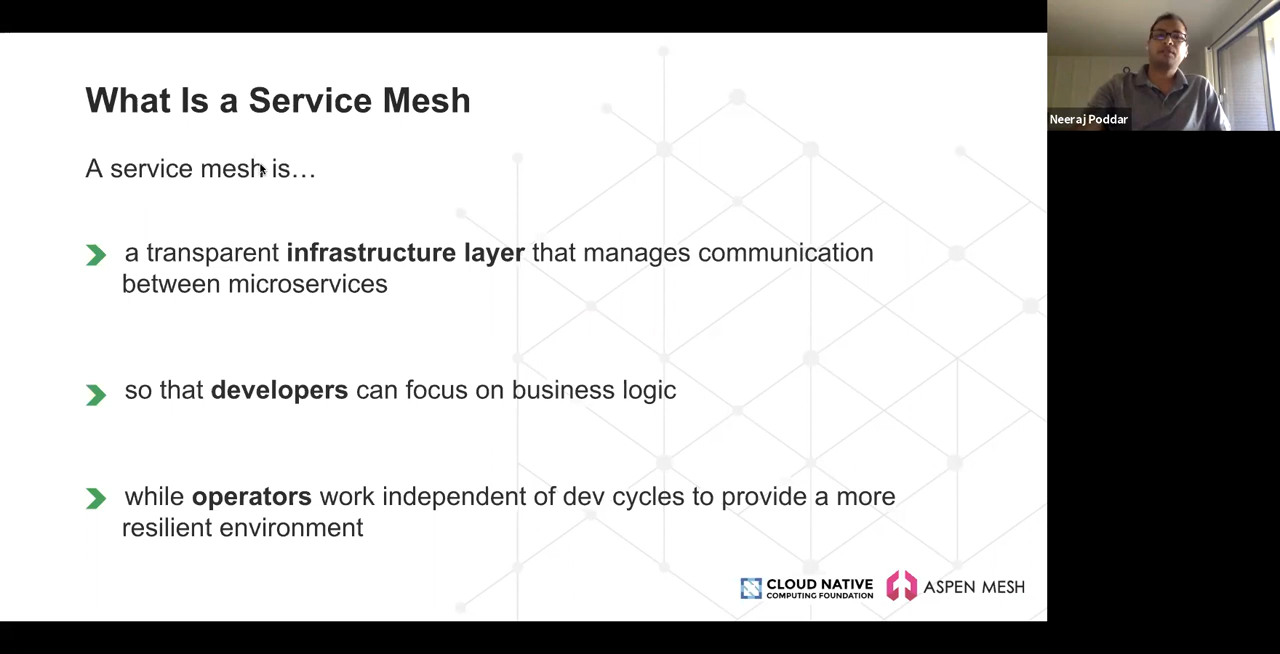 What Is a Service Mesh
A service mesh is…
a transparent infrastructure layer that manages communication
between microservices
so that developers can focus on business logic
while operators work independent of dev cycles to provide a more
resilient environment
CLOUD NATIVE
COMPUTING FOUNDATION
ASPEN MESH
Neeraj Poddar